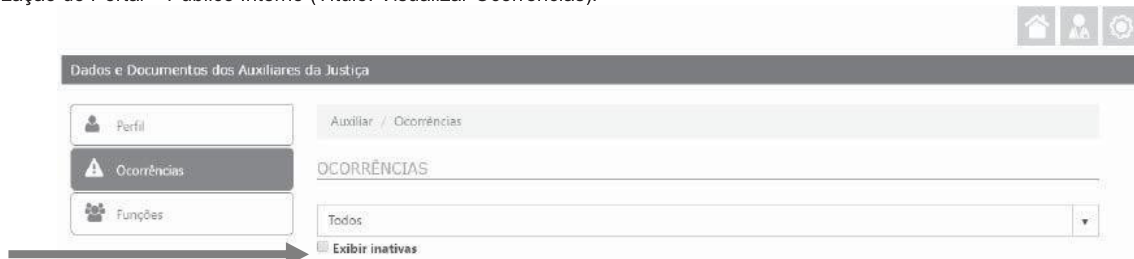 Dados e Documentos dos Auxiliares da Justiça
Perfil
Auxiliar / Ocorrências
Ocorrências
OCORRÊNCIAS
Funções
Todos
Exibir inativas